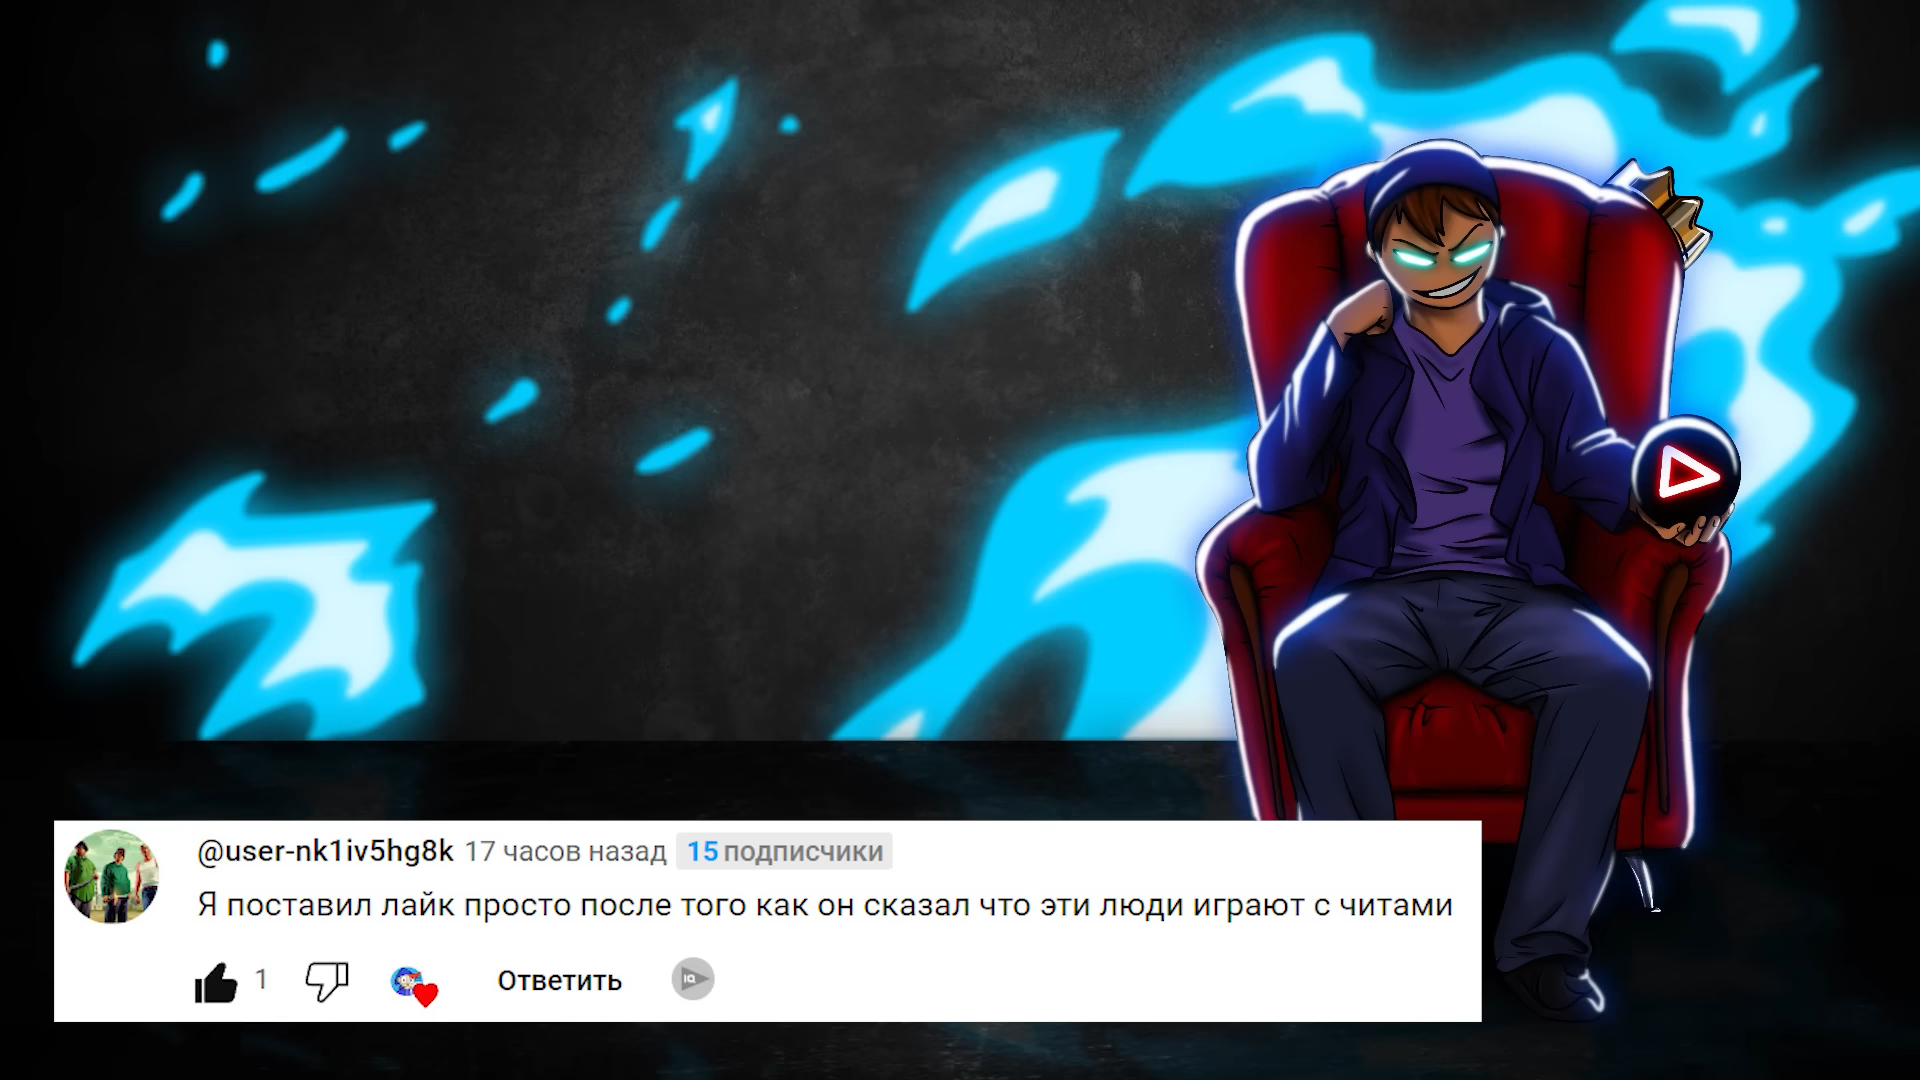 @user-nk1iv5hg8k 17 часов назад 15 подписчики
Я поставил лайк просто после того как он сказал что эти люди играют с читами
1 Ответить IQ